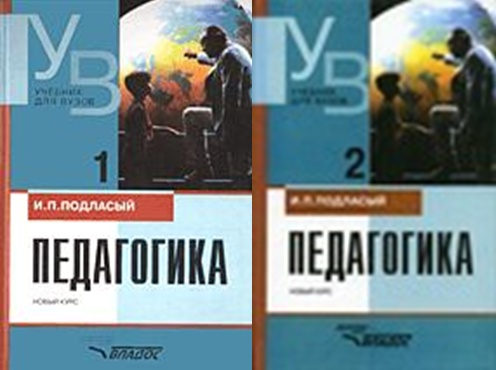 УВ
УЧЕБНИК
ДЛЯ ВУЗОВ
1
И.П.ПОДЛАСЫЙ
ПЕДАГОГИКА
НОВЫЙ КУРС
ВЛАДОС
УВ
УЧЕБНИК
ДЛЯ ВУЗОВ
2
И.П.ПОДЛАСЫЙ
ПЕДАГОГИКА
НОВЫЙ КУРС
ВЛАДОС